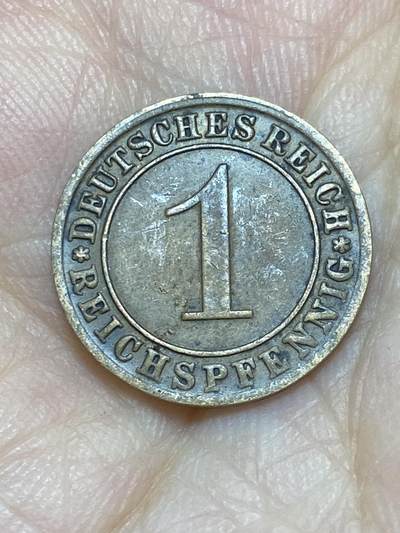 *DEUTSCHES REICH*
1
REICHSPFENNIG